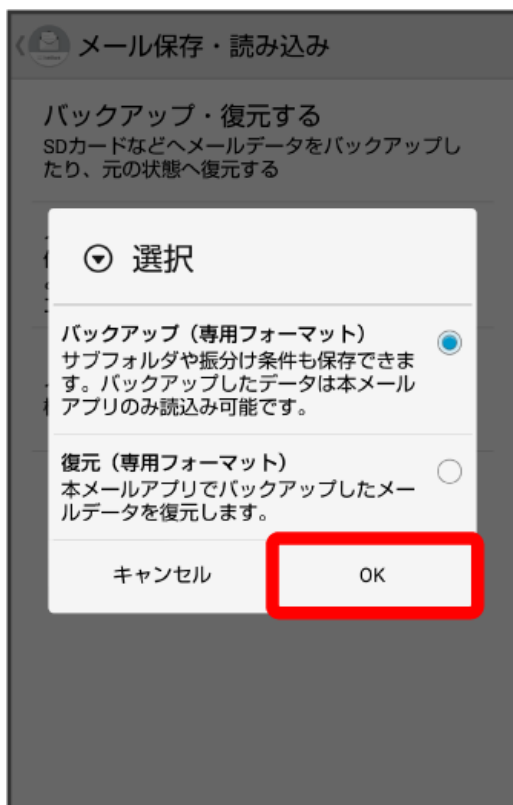 メール保存・読み込み
バックアップ・復元する
SDカードなどへメールデータをバックアップし
たり、元の状態へ復元する
選択
バックアップ（専用フォーマット）
サブフォルダや振分け条件も保存できま
す。バックアップしたデータは本メール
アプリのみ読込み可能です。
復元（専用フォーマット）
本メールアプリでバックアップしたメー
ルデータを復元します。
キャンセル
OK